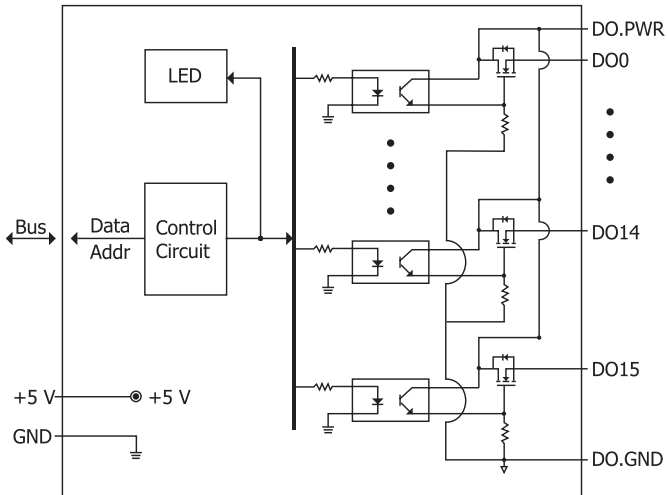 DO.PWR
LED
DO0
Bus
Data
Addr
Control
Circuit
DO14
DO15
+5 V
+5 V
GND
DO.GND